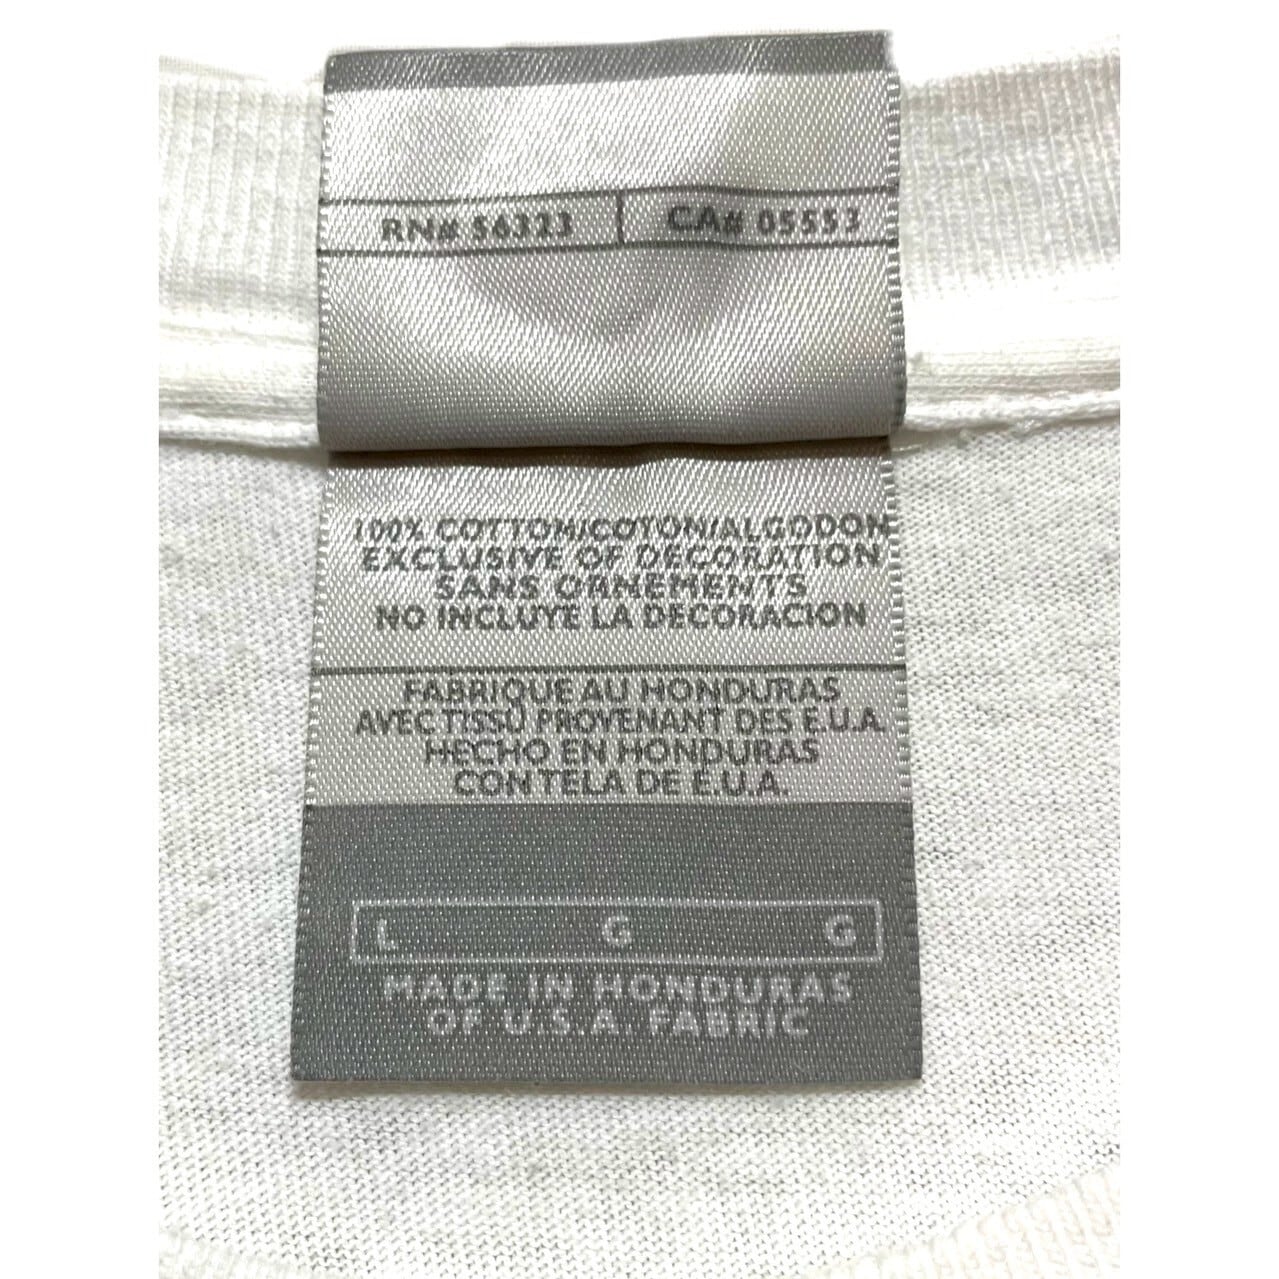 RN# 56323 | CA# 05553
100% COTTON/COTON/ALGODON
EXCLUSIVE OF DECORATION
SANS ORNEMENTS
NO INCLUYE LA DECORACION
FABRIQUE AU HONDURAS
AVEC TISSU PROVENANT DES E.U.A.
HECHO EN HONDURAS
CON TELA DE E.U.A.
L G G
MADE IN HONDURAS
OF U.S.A. FABRIC